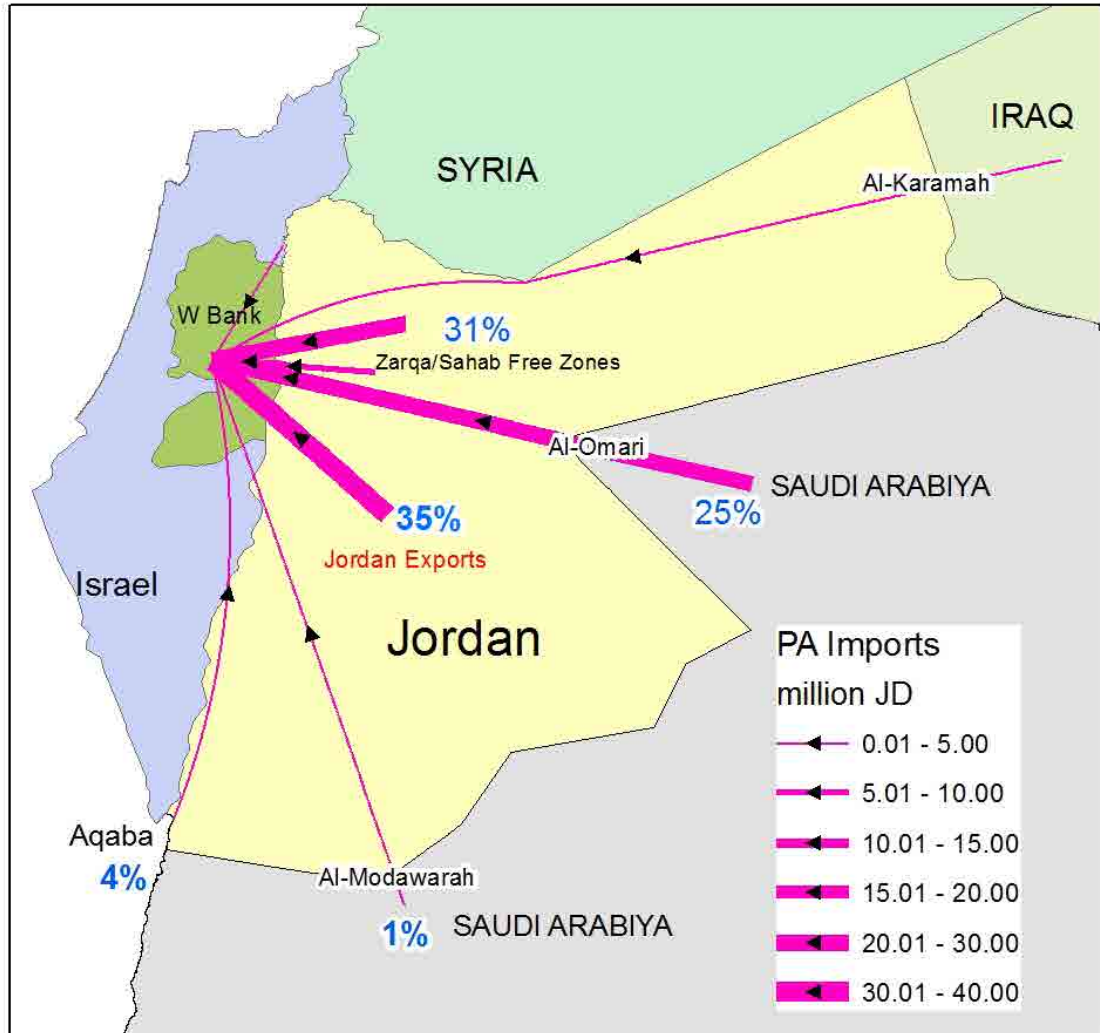 IRAQ
SYRIA
Al-Karamah
W Bank
31%
Zarqa/Sahab Free Zones
Al-Omari
SAUDI ARABIYA
25%
35%
Jordan Exports
Israel
Jordan
PA Imports
million JD
0.01 - 5.00
5.01 - 10.00
10.01 - 15.00
15.01 - 20.00
20.01 - 30.00
30.01 - 40.00
Aqaba
4%
Al-Modawarah
1%
SAUDI ARABIYA